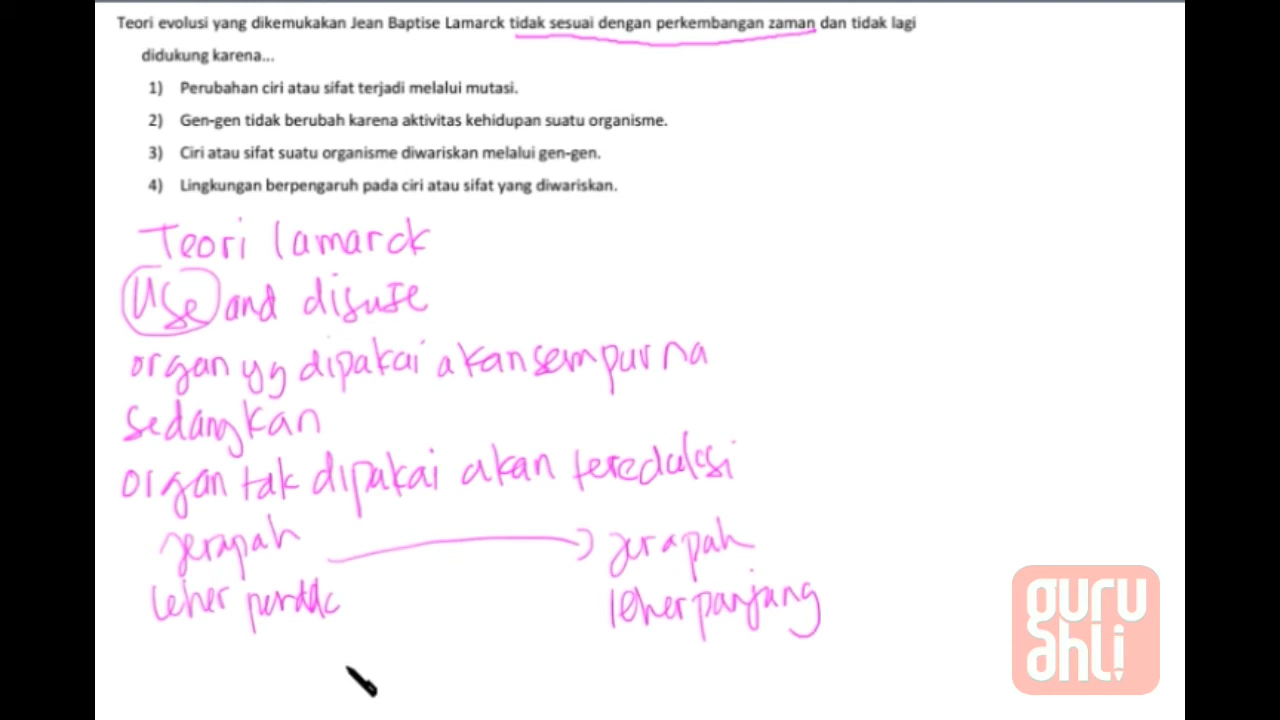 Teori evolusi yang dikemukakan Jean Baptise Lamarck tidak sesuai dengan perkembangan zaman dan tidak lagi
didukung karena...
1) Perubahan ciri atau sifat terjadi melalui mutasi.
2) Gen-gen tidak berubah karena aktivitas kehidupan suatu organisme.
3) Ciri atau sifat suatu organisme diwariskan melalui gen-gen.
4) Lingkungan berpengaruh pada ciri atau sifat yang diwariskan.
Teori lamarck
Use and disuse
organ yg dipakai akan sempurna
sedangkan
organ tak dipakai akan tereduksi
jerapah jerapah
leher pendek leher panjang
guru
ahli